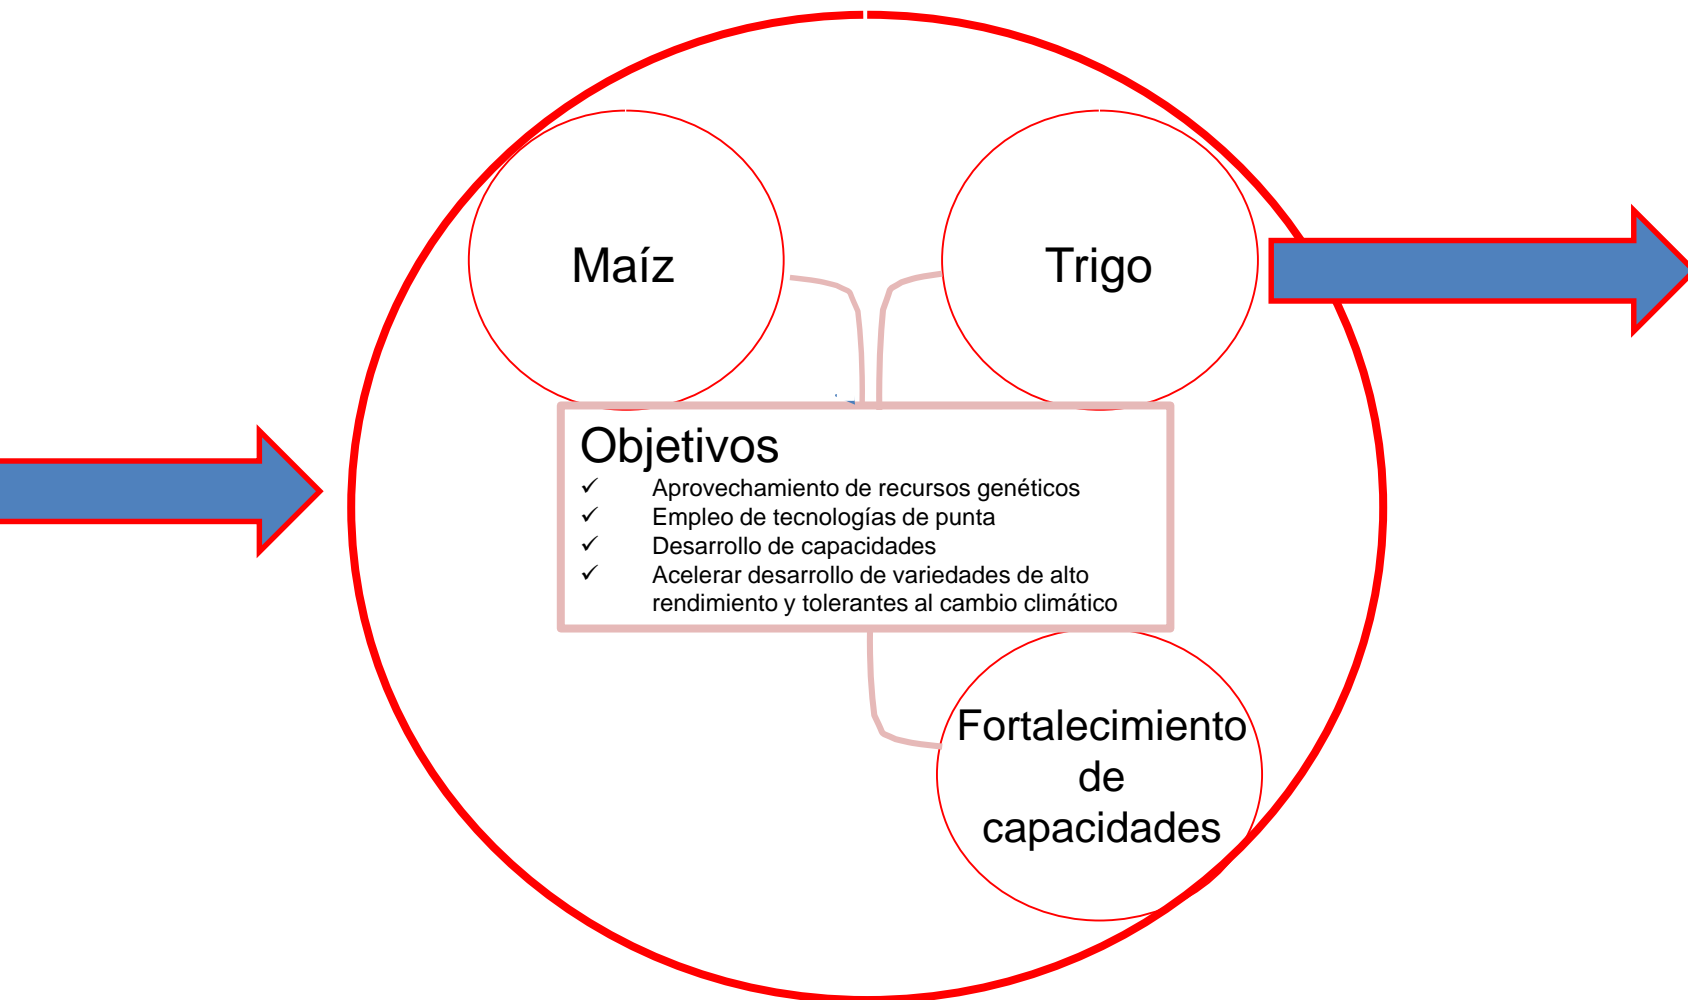 Maíz
Trigo
Objetivos
✓ Aprovechamiento de recursos genéticos
✓ Empleo de tecnologías de punta
✓ Desarrollo de capacidades
✓ Acelerar desarrollo de variedades de alto
rendimiento y tolerantes al cambio climático
Fortalecimiento
de
capacidades